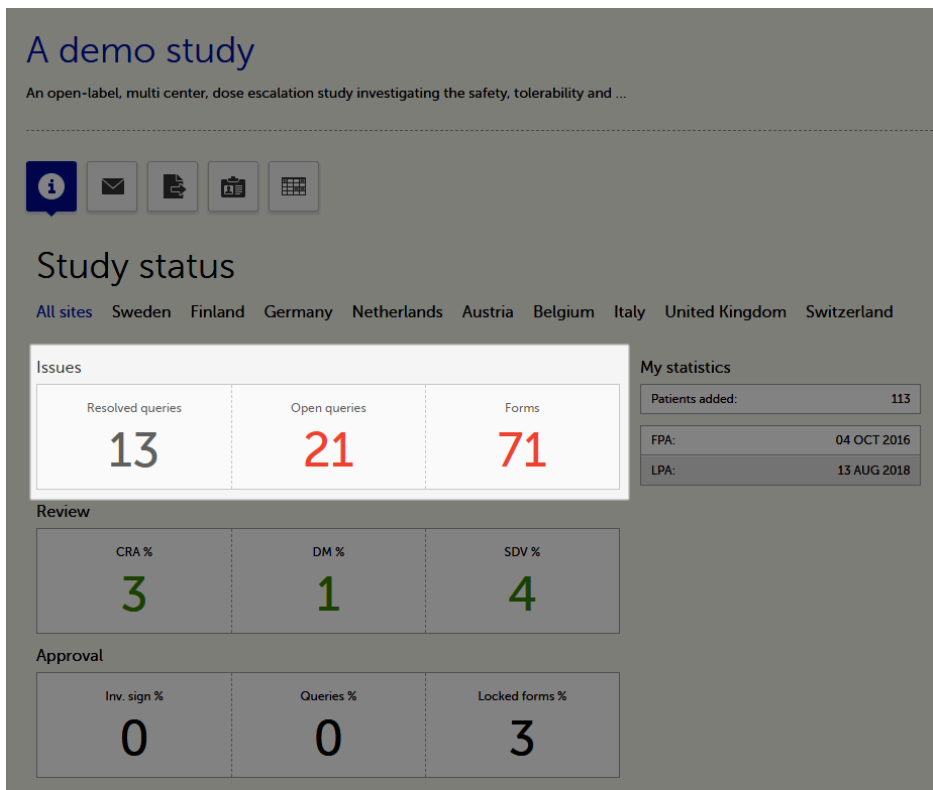 A demo study
An open-label, multi center, dose escalation study investigating the safety, tolerability and ...
Study status
All sites Sweden Finland Germany Netherlands Austria Belgium Italy United Kingdom Switzerland
Issues
Resolved queries Open queries Forms
13 21 71
My statistics
Patients added: 113
FPA: 04 OCT 2016
LPA: 13 AUG 2018
Review
CRA % DM % SDV %
3 1 4
Approval
Inv. sign % Queries % Locked forms %
0 0 3